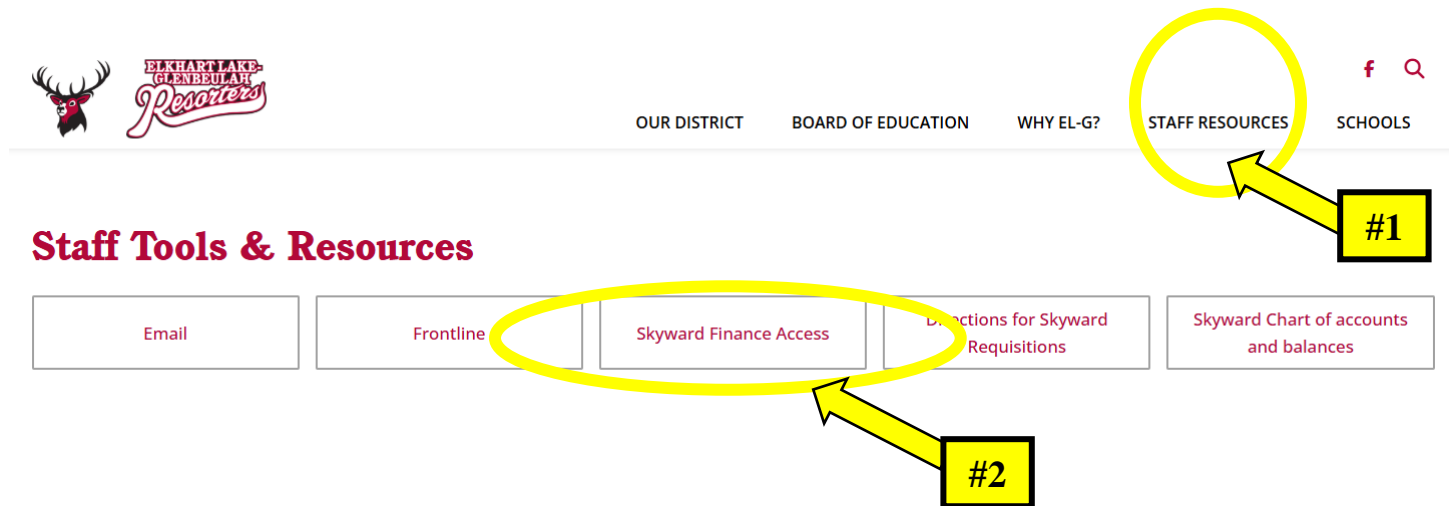 ELKHART LAKE-
GLENBEULAH
Resorters
f
OUR DISTRICT BOARD OF EDUCATION WHY EL-G? STAFF RESOURCES SCHOOLS
#1
Staff Tools & Resources
Email
Frontline
Skyward Finance Access
Directions for Skyward
Requisitions
Skyward Chart of accounts
and balances
#2